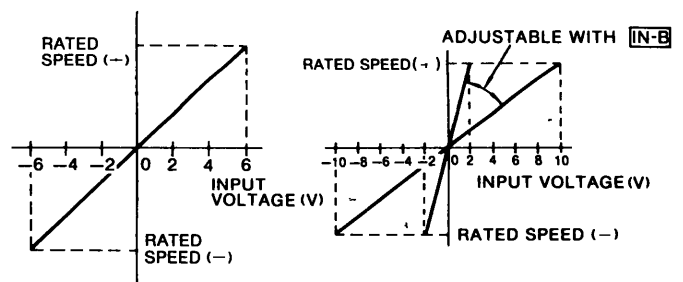 RATED
SPEED (−)
-6 -4 -2 0 2 4 6
INPUT
VOLTAGE (V)
RATED
SPEED (−)
ADJUSTABLE WITH IN-B
RATED SPEED (+)
-10 -8 -6 -4 -2 0 2 4 6 8 10
INPUT VOLTAGE (V)
RATED SPEED (−)